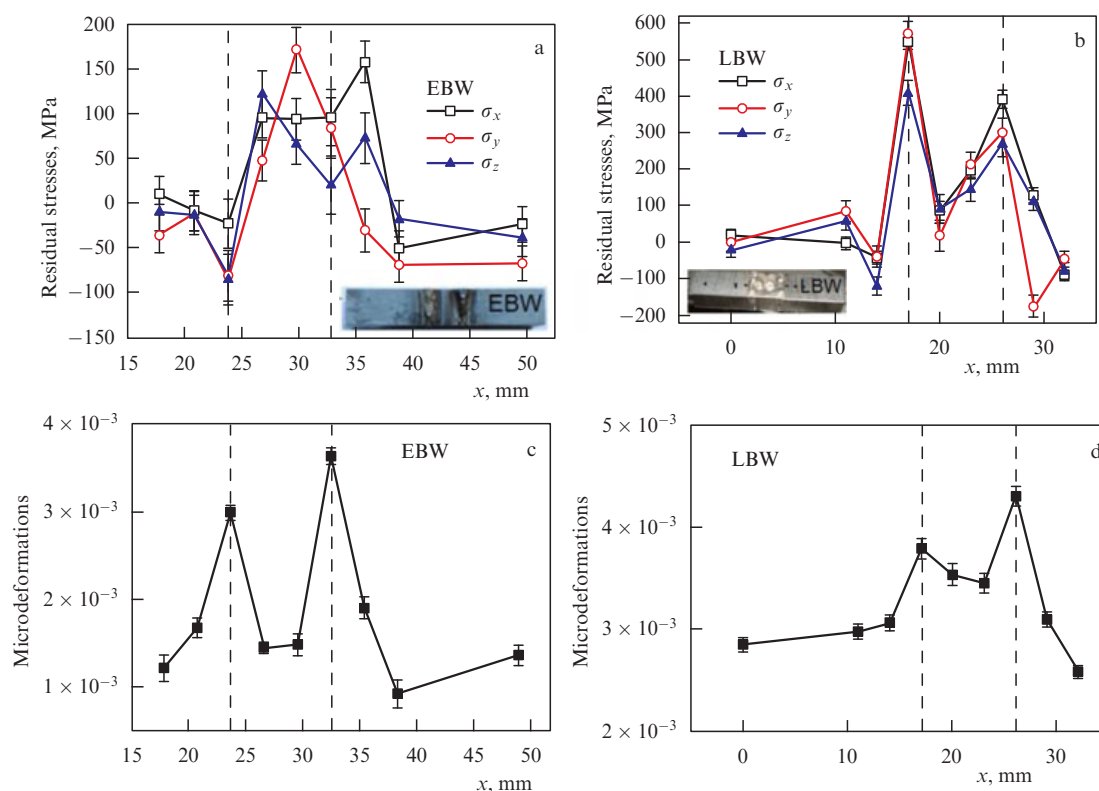 200
150
100
50
0
−50
−100
−150
15
20
25
30
35
40
45
50
x, mm
Residual stresses, MPa
a
EBW
σx
σy
σz
EBW
600
500
400
300
200
100
0
−100
−200
0
10
20
30
x, mm
Residual stresses, MPa
b
LBW
σx
σy
σz
LBW
4 × 10⁻³
3 × 10⁻³
2 × 10⁻³
1 × 10⁻³
15
20
25
30
35
40
45
50
x, mm
Microdeformations
EBW
c
5 × 10⁻³
4 × 10⁻³
3 × 10⁻³
2 × 10⁻³
0
10
20
30
x, mm
Microdeformations
LBW
d